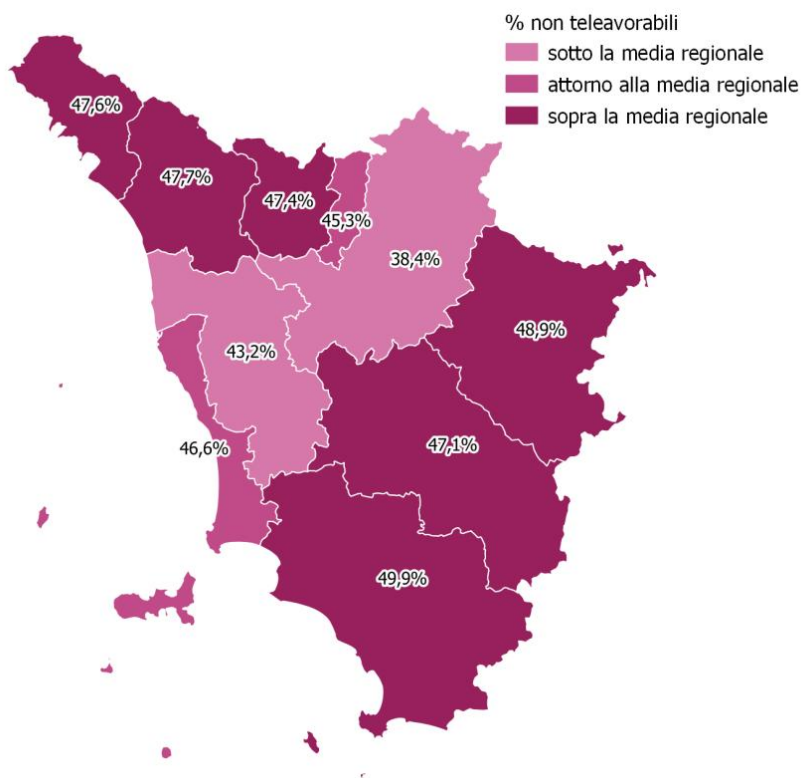 % non teleavorabili
sotto la media regionale
attorno alla media regionale
sopra la media regionale
47,6%
47,7%
47,4%
45,3%
38,4%
48,9%
43,2%
46,6%
47,1%
49,9%